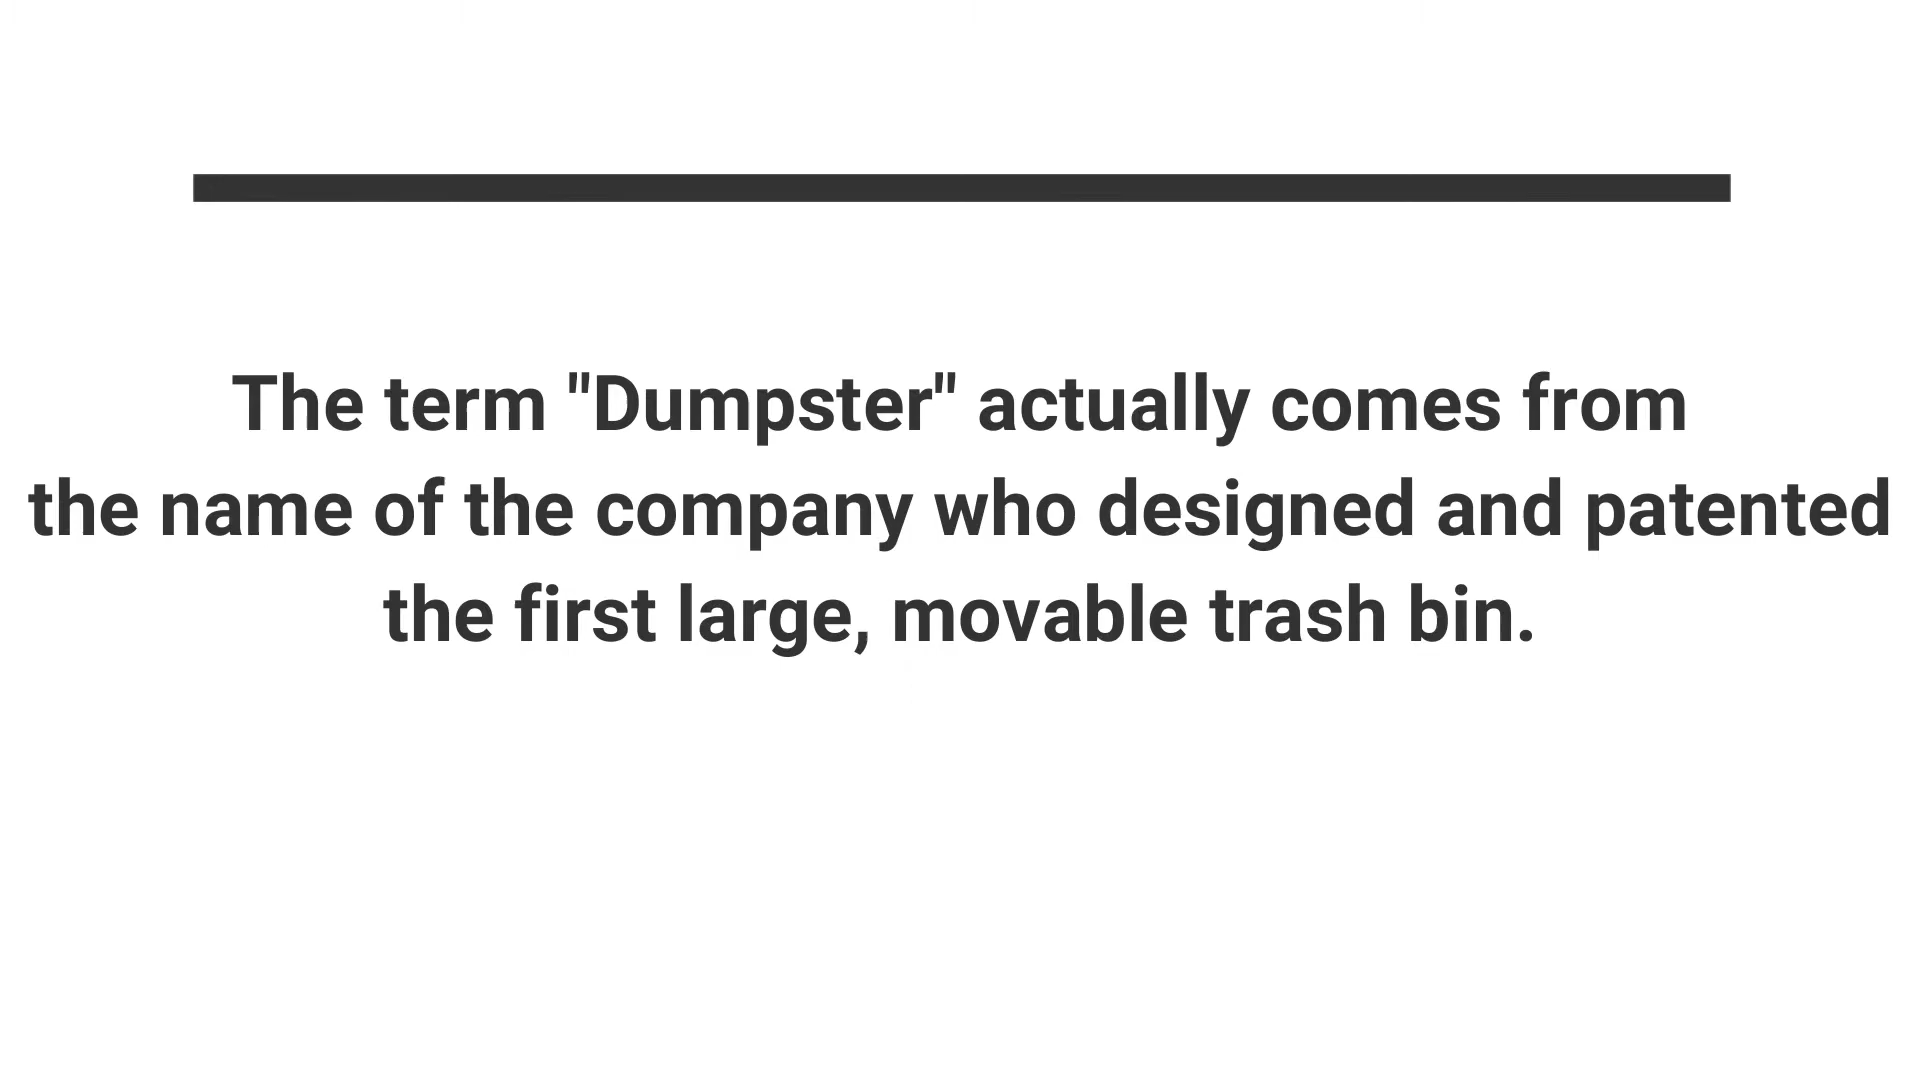 The term "Dumpster" actually comes from
the name of the company who designed and patented
the first large, movable trash bin.